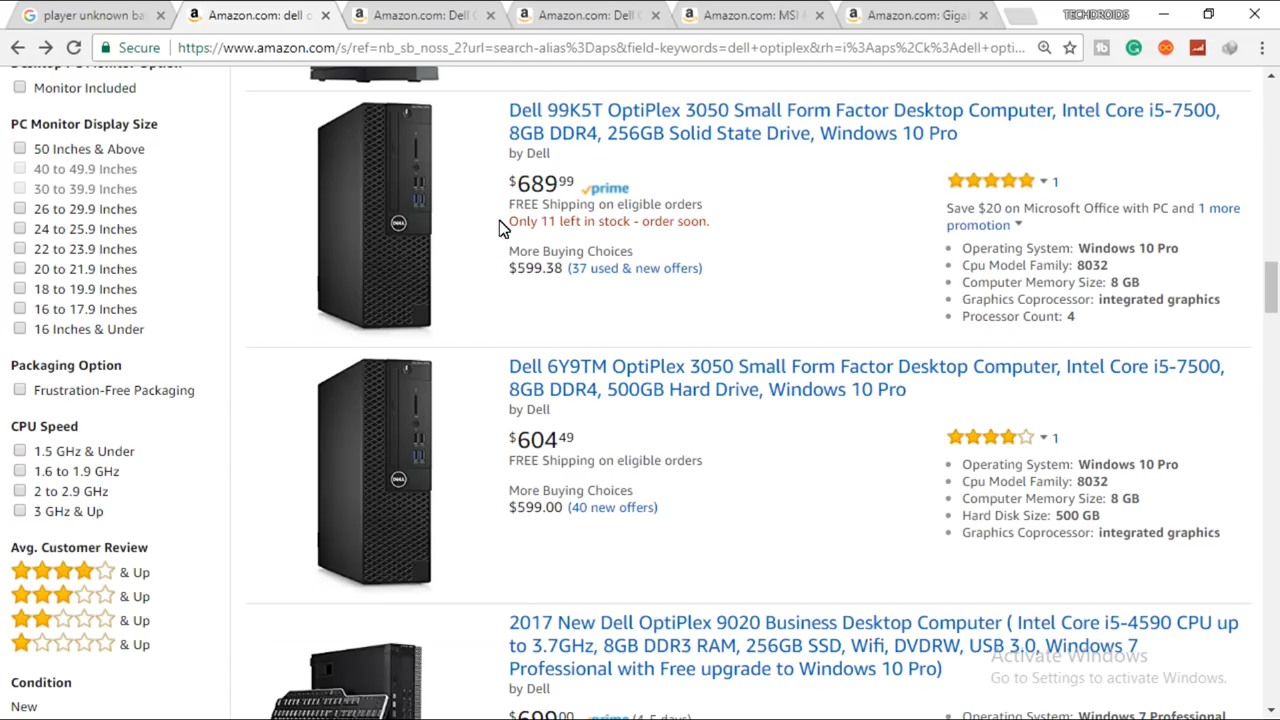 player unknown ba
Amazon.com: dell o
Amazon.com: Dell
Amazon.com: Dell
Amazon.com: MSI
Amazon.com: Giga
TECHDROIDS
Secure
https://www.amazon.com/s/ref=nb_sb_noss_2?url=search-alias%3Daps&field-keywords=dell+optiplex&rh=i%3Aaps%2Ck%3Adell+opti...
Monitor Included
PC Monitor Display Size
50 Inches & Above
40 to 49.9 Inches
30 to 39.9 Inches
26 to 29.9 Inches
24 to 25.9 Inches
22 to 23.9 Inches
20 to 21.9 Inches
18 to 19.9 Inches
16 to 17.9 Inches
16 Inches & Under
Packaging Option
Frustration-Free Packaging
CPU Speed
1.5 GHz & Under
1.6 to 1.9 GHz
2 to 2.9 GHz
3 GHz & Up
Avg. Customer Review
& Up
& Up
& Up
& Up
Condition
New
DELL
Dell 99K5T OptiPlex 3050 Small Form Factor Desktop Computer, Intel Core i5-7500,
8GB DDR4, 256GB Solid State Drive, Windows 10 Pro
by Dell
$689 99 prime
FREE Shipping on eligible orders
Only 11 left in stock - order soon.
More Buying Choices
$599.38 (37 used & new offers)
1
Save $20 on Microsoft Office with PC and 1 more
promotion
Operating System: Windows 10 Pro
Cpu Model Family: 8032
Computer Memory Size: 8 GB
Graphics Coprocessor: integrated graphics
Processor Count: 4
DELL
Dell 6Y9TM OptiPlex 3050 Small Form Factor Desktop Computer, Intel Core i5-7500,
8GB DDR4, 500GB Hard Drive, Windows 10 Pro
by Dell
$604 49
FREE Shipping on eligible orders
More Buying Choices
$599.00 (40 new offers)
1
Operating System: Windows 10 Pro
Cpu Model Family: 8032
Computer Memory Size: 8 GB
Hard Disk Size: 500 GB
Graphics Coprocessor: integrated graphics
2017 New Dell OptiPlex 9020 Business Desktop Computer ( Intel Core i5-4590 CPU up
to 3.7GHz, 8GB DDR3 RAM, 256GB SSD, Wifi, DVDRW, USB 3.0, Windows 7
Professional with Free upgrade to Windows 10 Pro)
by Dell
$699 00 prime (4-5 days)
Operating System: Windows 7 Professional
Activate Windows
Go to Settings to activate Windows.